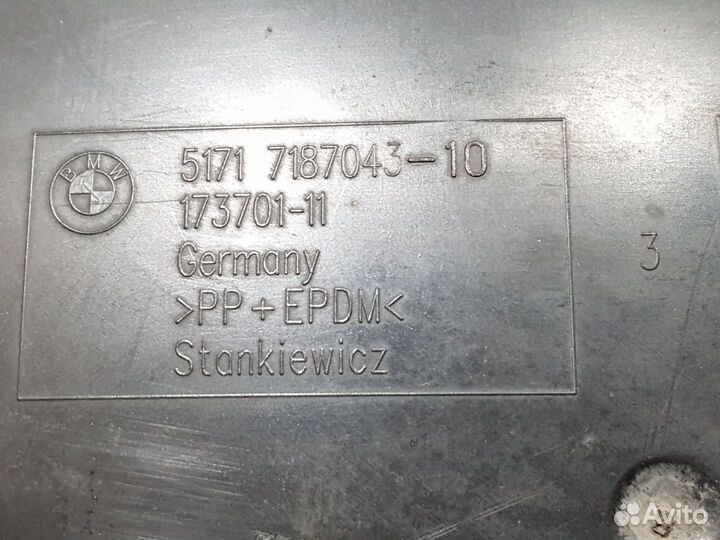 BMW
5171 7187043-10
173701-11
Germany
>PP+EPDM<
Stankiewicz
3
Avito